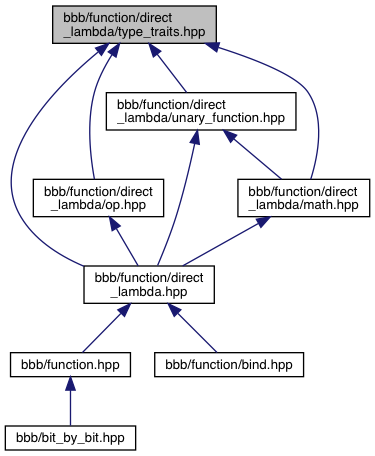 bbb/function/direct
_lambda/type_traits.hpp
bbb/function/direct
_lambda/unary_function.hpp
bbb/function/direct
_lambda/op.hpp
bbb/function/direct
_lambda/math.hpp
bbb/function/direct
_lambda.hpp
bbb/function.hpp
bbb/function/bind.hpp
bbb/bit_by_bit.hpp